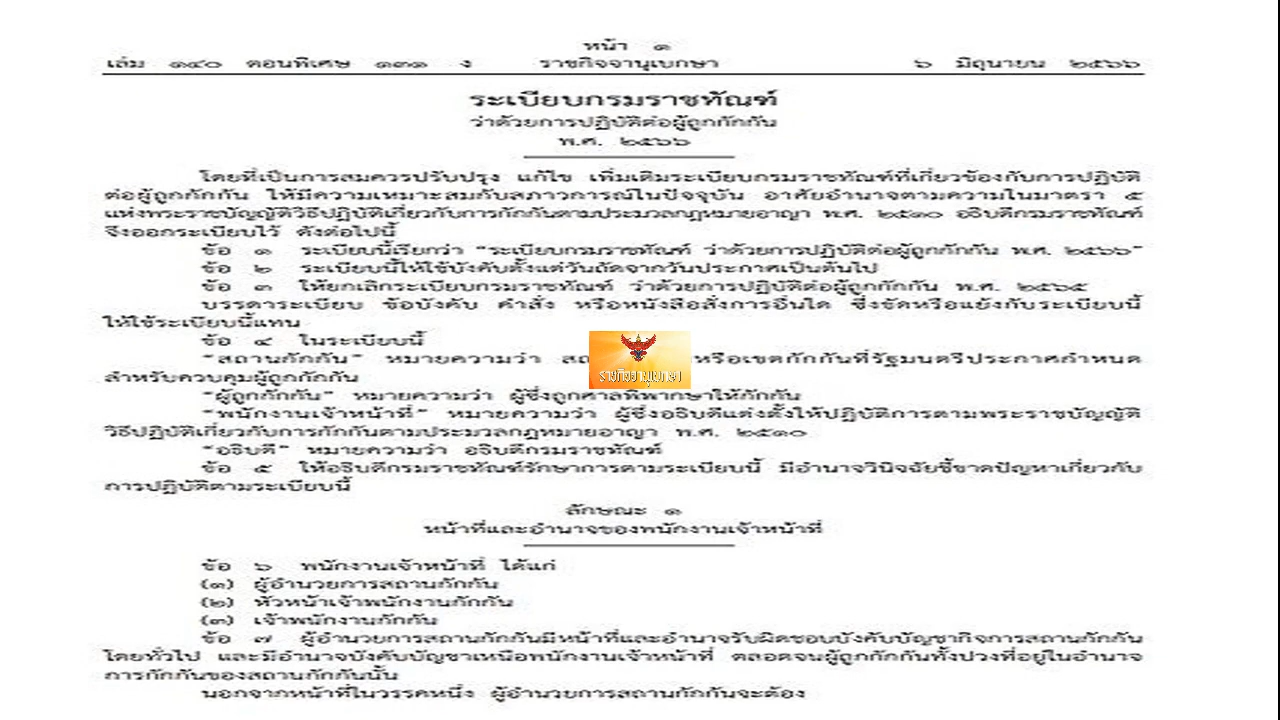 หน้า ๑
เล่ม ๑๔๐ ตอนพิเศษ ๑๓๑ ง ราชกิจจานุเบกษา ๖ มิถุนายน ๒๕๖๖
ระเบียบกรมราชทัณฑ์
ว่าด้วยการปฏิบัติต่อผู้ถูกกักกัน
พ.ศ. ๒๕๖๖
โดยที่เป็นการสมควรปรับปรุง แก้ไข เพิ่มเติมระเบียบกรมราชทัณฑ์ที่เกี่ยวข้องกับการปฏิบัติ
ต่อผู้ถูกกักกัน ให้มีความเหมาะสมกับสภาวการณ์ในปัจจุบัน อาศัยอำนาจตามความในมาตรา ๕
แห่งพระราชบัญญัติวิธีปฏิบัติเกี่ยวกับการกักกันตามประมวลกฎหมายอาญา พ.ศ. ๒๕๑๐ อธิบดีกรมราชทัณฑ์
จึงออกระเบียบไว้ ดังต่อไปนี้
ข้อ ๑ ระเบียบนี้เรียกว่า “ระเบียบกรมราชทัณฑ์ ว่าด้วยการปฏิบัติต่อผู้ถูกกักกัน พ.ศ. ๒๕๖๖”
ข้อ ๒ ระเบียบนี้ให้ใช้บังคับตั้งแต่วันถัดจากวันประกาศเป็นต้นไป
ข้อ ๓ ให้ยกเลิกระเบียบกรมราชทัณฑ์ ว่าด้วยการปฏิบัติต่อผู้ถูกกักกัน พ.ศ. ๒๕๖๕
บรรดาระเบียบ ข้อบังคับ คำสั่ง หรือหนังสือสั่งการอื่นใด ซึ่งขัดหรือแย้งกับระเบียบนี้
ให้ใช้ระเบียบนี้แทน
ข้อ ๔ ในระเบียบนี้
“สถานกักกัน” หมายความว่า หรือเขตกักกันที่รัฐมนตรีประกาศกำหนด
ราชกิจจานุเบกษา
สำหรับควบคุมผู้ถูกกักกัน
“ผู้ถูกกักกัน” หมายความว่า ผู้ซึ่งถูกศาลพิพากษาให้กักกัน
“พนักงานเจ้าหน้าที่” หมายความว่า ผู้ซึ่งอธิบดีแต่งตั้งให้ปฏิบัติการตามพระราชบัญญัติ
วิธีปฏิบัติเกี่ยวกับการกักกันตามประมวลกฎหมายอาญา พ.ศ. ๒๕๑๐
“อธิบดี” หมายความว่า อธิบดีกรมราชทัณฑ์
ข้อ ๕ ให้อธิบดีกรมราชทัณฑ์รักษาการตามระเบียบนี้ มีอำนาจวินิจฉัยชี้ขาดปัญหาเกี่ยวกับ
การปฏิบัติตามระเบียบนี้
ลักษณะ ๑
หน้าที่และอำนาจของพนักงานเจ้าหน้าที่
ข้อ ๖ พนักงานเจ้าหน้าที่ ได้แก่
(๑) ผู้อำนวยการสถานกักกัน
(๒) หัวหน้าเจ้าพนักงานกักกัน
(๓) เจ้าพนักงานกักกัน
ข้อ ๗ ผู้อำนวยการสถานกักกันมีหน้าที่และอำนาจรับผิดชอบบังคับบัญชากิจการสถานกักกัน
โดยทั่วไป และมีอำนาจบังคับบัญชาเหนือพนักงานเจ้าหน้าที่ ตลอดจนผู้ถูกกักกันทั้งปวงที่อยู่ในอำนาจ
การกักกันของสถานกักกันนั้น
นอกจากหน้าที่ในวรรคหนึ่ง ผู้อำนวยการสถานกักกันจะต้อง